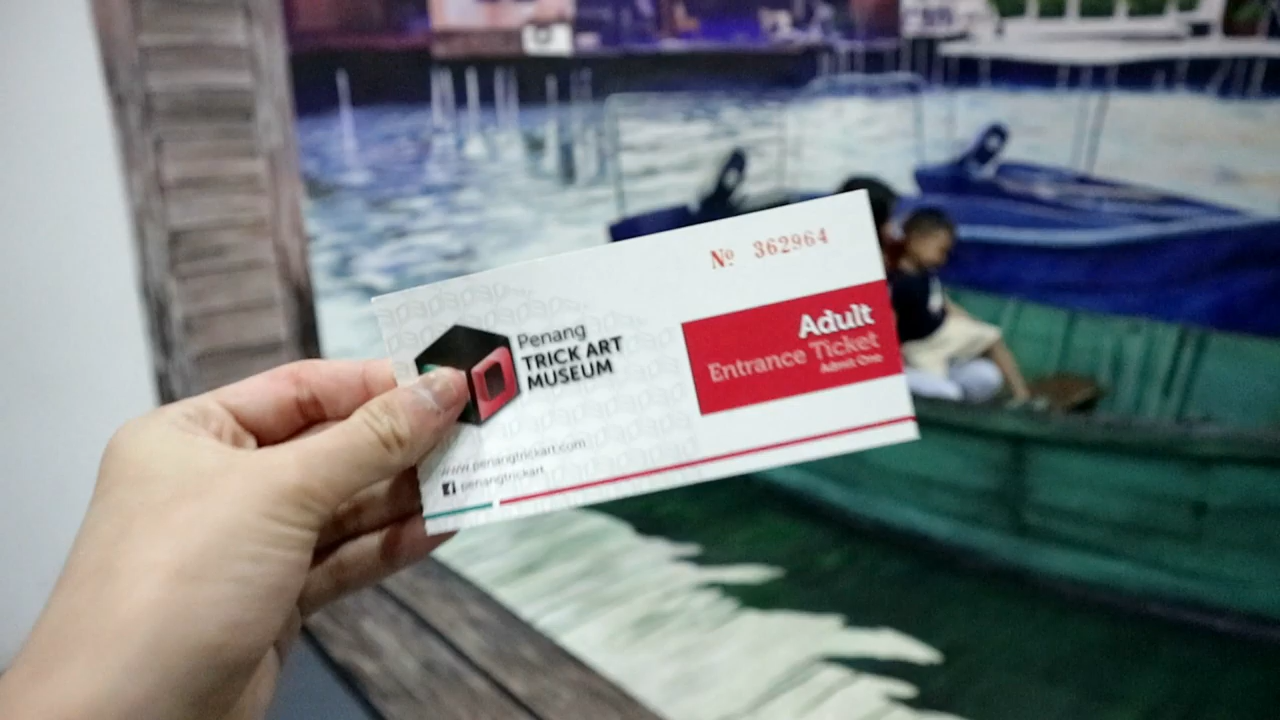 Nº 362964
Penang
TRICK ART
MUSEUM
Adult
Entrance Ticket
Admit One
www.penangtrickart.com
penangtrickart